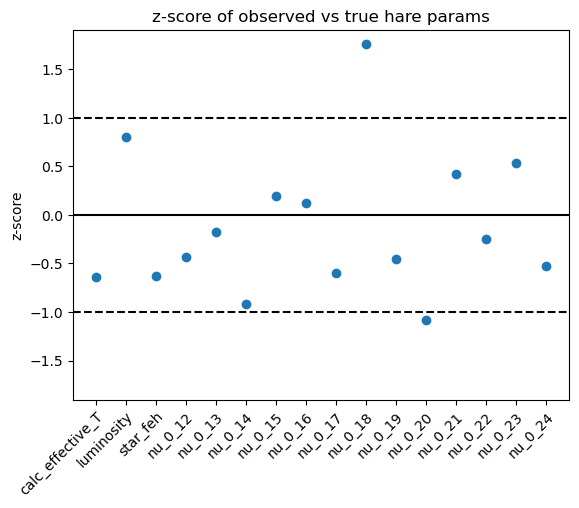 z-score of observed vs true hare params
z-score
1.5
1.0
0.5
0.0
−0.5
−1.0
−1.5
calc_effective_T
luminosity
star_feh
nu_0_12
nu_0_13
nu_0_14
nu_0_15
nu_0_16
nu_0_17
nu_0_18
nu_0_19
nu_0_20
nu_0_21
nu_0_22
nu_0_23
nu_0_24